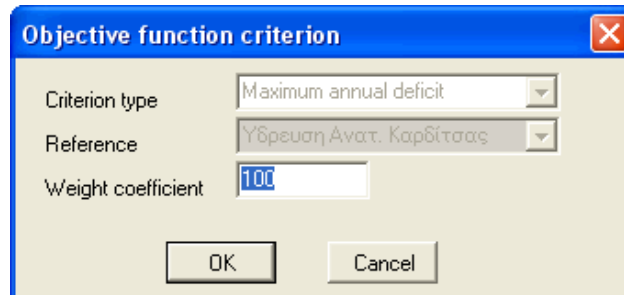 Objective function criterion
Criterion type Maximum annual deficit
Reference Υδρευση Ανατ. Καρδίτσας
Weight coefficient 100
OK Cancel